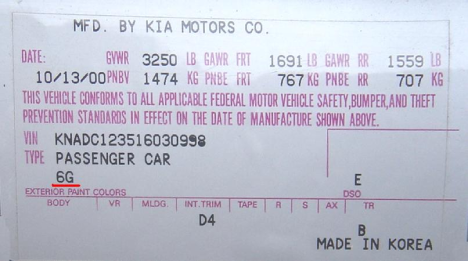 MFD. BY KIA MOTORS CO.
DATE: GVWR 3250 LB GAWR FRT 1691 LB GAWR RR 1559 LB
10/13/00 PNBV 1474 KG PNBE FRT 767 KG PNBE RR 707 KG
THIS VEHICLE CONFORMS TO ALL APPLICABLE FEDERAL MOTOR VEHICLE SAFETY, BUMPER, AND THEFT
PREVENTION STANDARDS IN EFFECT ON THE DATE OF MANUFACTURE SHOWN ABOVE.
VIN KNADC123516030998
TYPE PASSENGER CAR
6G E
EXTERIOR PAINT COLORS DSO
BODY VR MLDG INT.TRIM TAPE R S AX TR
D4 B
MADE IN KOREA